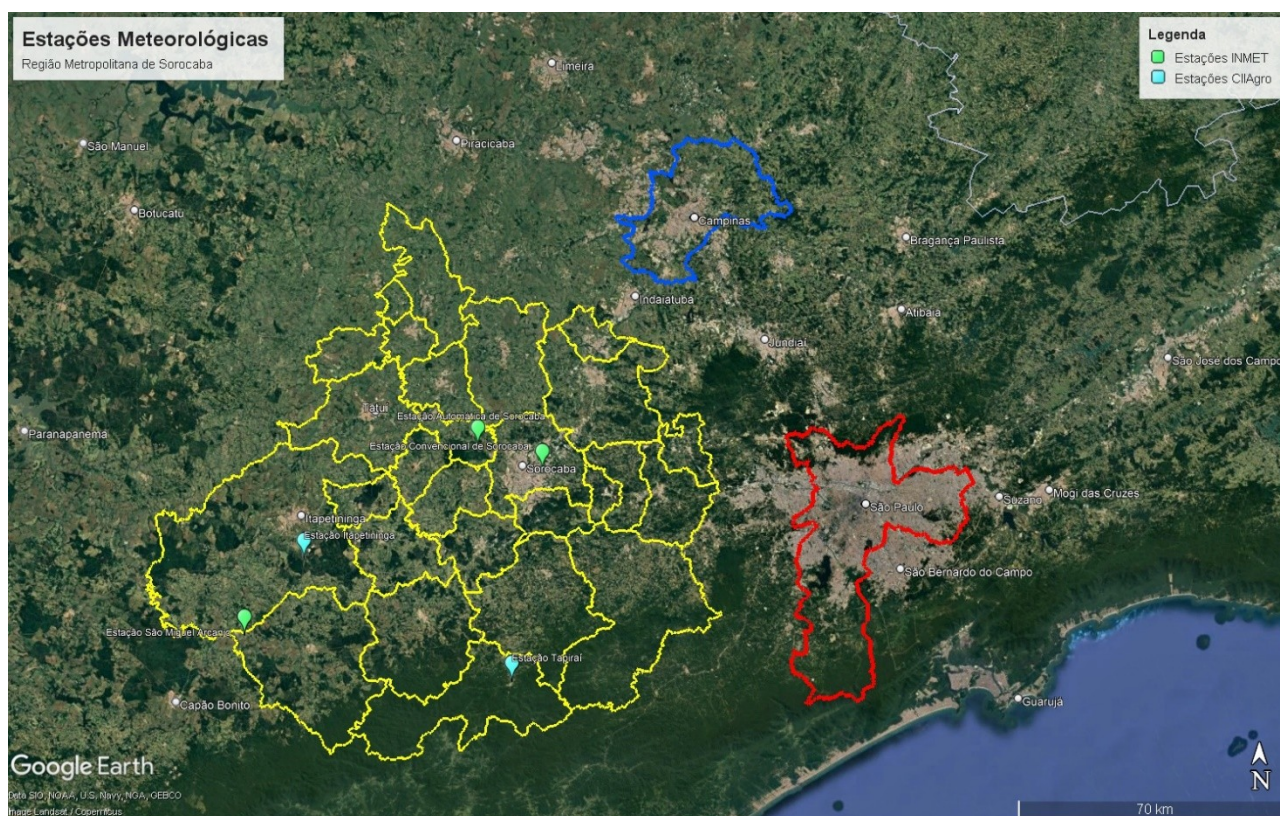 Estações Meteorológicas
Região Metropolitana de Sorocaba
Legenda
Estações INMET
Estações CIIAgro
Limeira
São Manuel
Piracicaba
Botucatu
Campinas
Bragança Paulista
Indaiatuba
Atibaia
Jundiaí
São José dos Campo
Tatuí
Estação Automática de Sorocaba
Paranapanema
Estação Convencional de Sorocaba
Sorocaba
Suzano
Mogi das Cruzes
São Paulo
Itapetininga
Estação Itapetininga
São Bernardo do Campo
Estação São Miguel Arcanjo
Estação Tapiraí
Capão Bonito
Guarujá
Google Earth
Data SIO, NOAA, U.S. Navy, NGA, GEBCO
Image Landsat / Copernicus
N
70 km